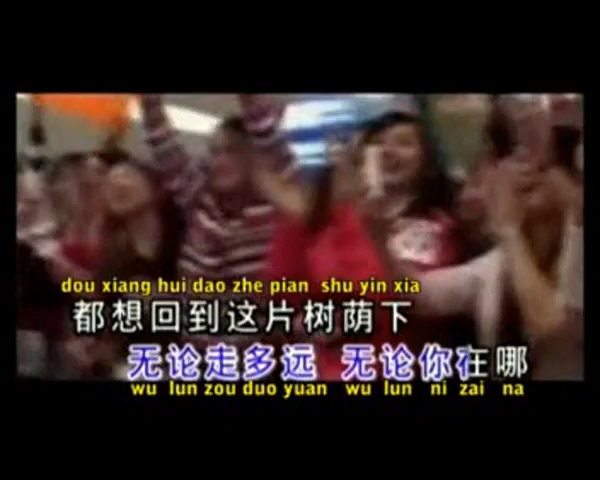 dou xiang hui dao zhe pian shu yin xia
都想回到这片树荫下
无论走多远 无论你在哪
wu lun zou duo yuan wu lun ni zai na